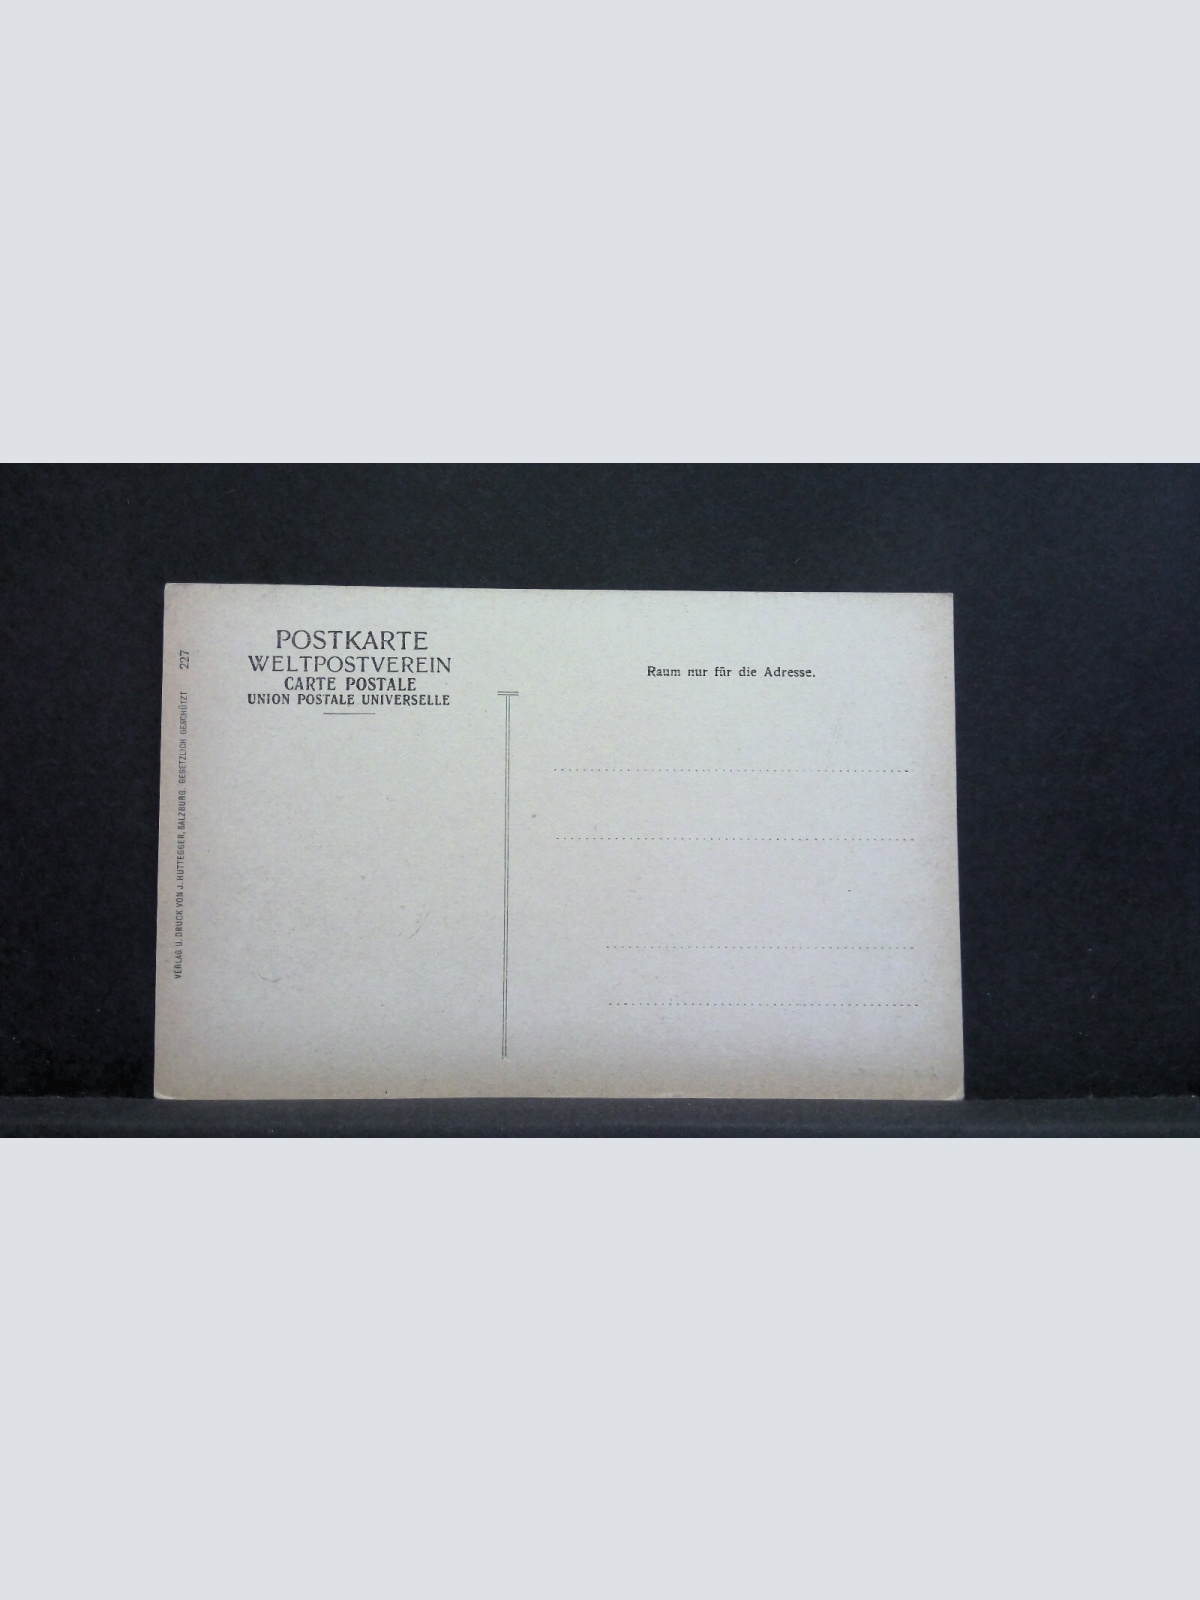 POSTKARTE
WELTPOSTVEREIN
CARTE POSTALE
UNION POSTALE UNIVERSELLE
Raum nur für die Adresse.
VERLAG U. DRUCK VON J. HUTTEGGER, SALZBURG. GESETZLICH GESCHÜTZT 227